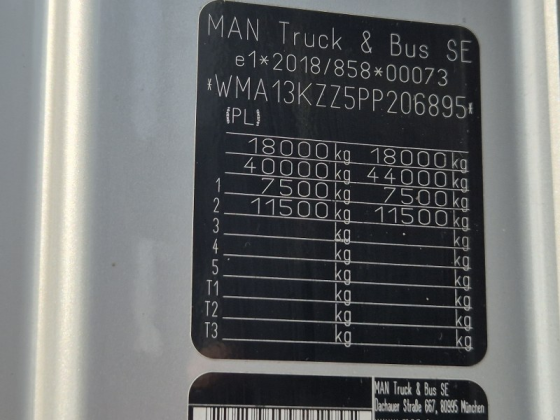 MAN Truck & Bus SE
e1*2018/858*00073
*WMA13KZZ5PP206895*
(PL)
18000 kg 18000 kg
40000 kg 44000 kg
1 7500 kg 7500 kg
2 11500 kg 11500 kg
3 kg kg
4 kg kg
5 kg kg
T1 kg kg
T2 kg kg
T3 kg kg
MAN Truck & Bus SE
Dachauer Straße 667, 80995 München